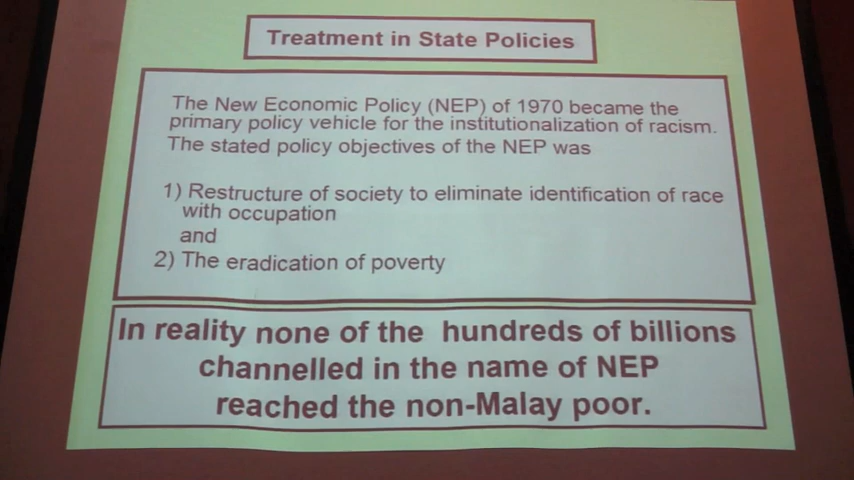 Treatment in State Policies
The New Economic Policy (NEP) of 1970 became the
primary policy vehicle for the institutionalization of racism.
The stated policy objectives of the NEP was
1) Restructure of society to eliminate identification of race
with occupation
and
2) The eradication of poverty
In reality none of the hundreds of billions
channelled in the name of NEP
reached the non-Malay poor.